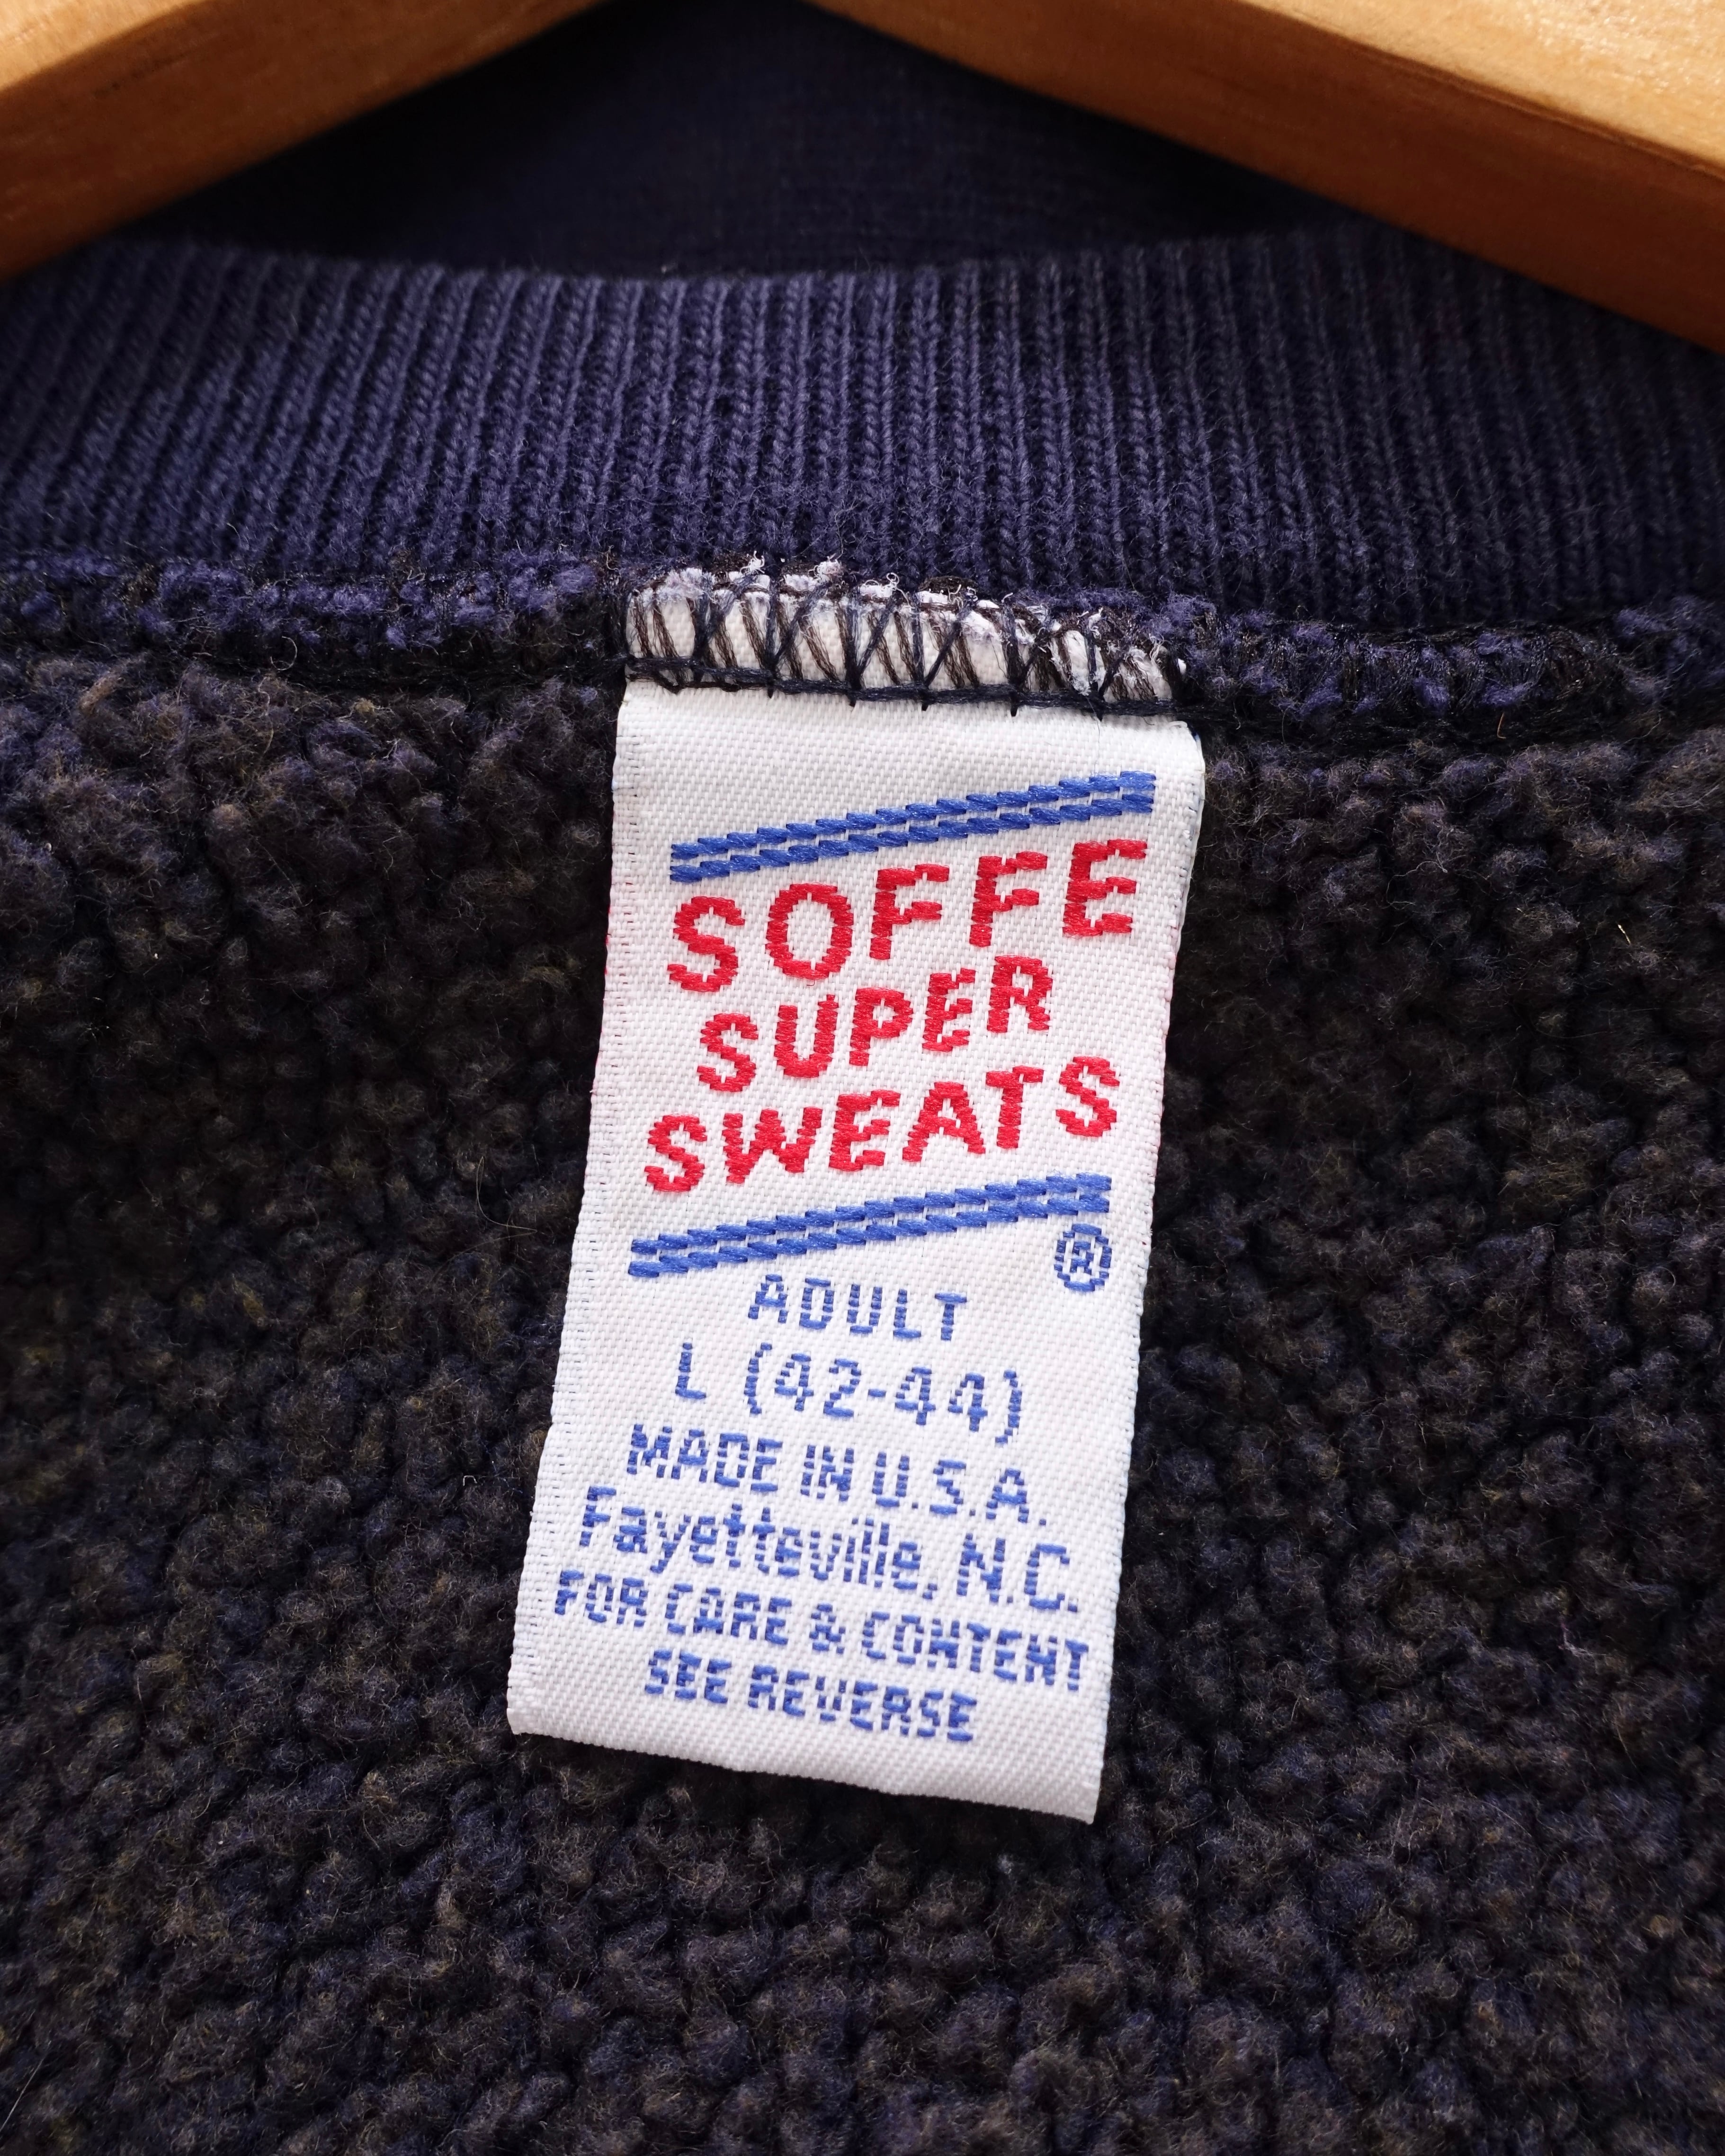 SOFFE
SUPER
SWEATS
®
ADULT
L (42-44)
MADE IN U.S.A.
Fayetteville, N.C.
FOR CARE & CONTENT
SEE REVERSE